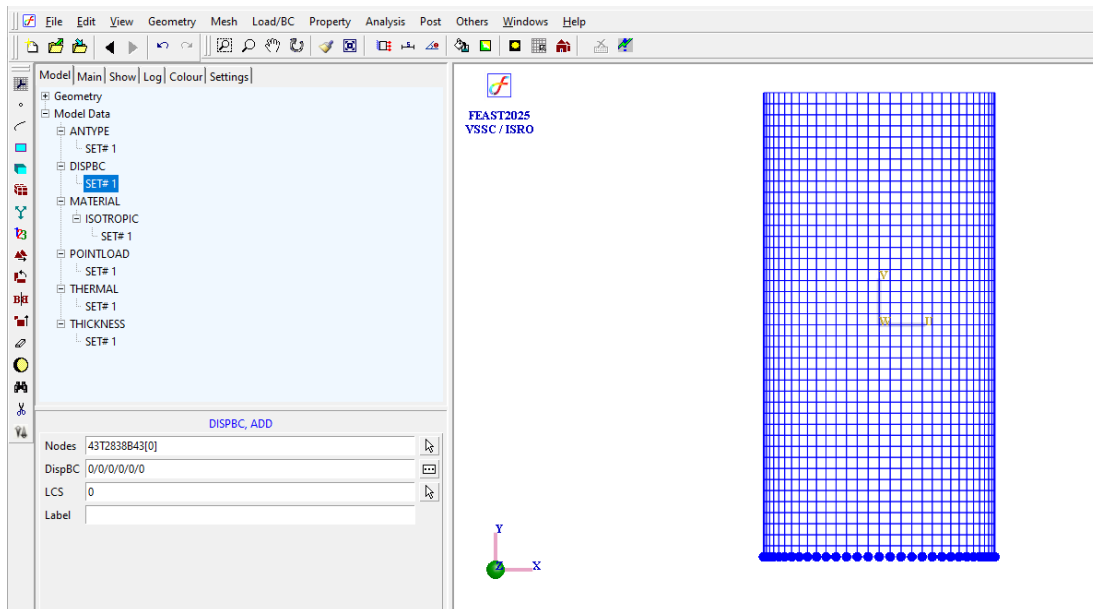 File Edit View Geometry Mesh Load/BC Property Analysis Post Others Windows Help
Model Main Show Log Colour Settings
Geometry
Model Data
ANTYPE
SET# 1
DISPBC
SET# 1
MATERIAL
ISOTROPIC
SET# 1
POINTLOAD
SET# 1
THERMAL
SET# 1
THICKNESS
SET# 1
DISPBC, ADD
Nodes 43T2838B43[0]
DispBC 0/0/0/0/0/0
LCS 0
Label
FEAST2025
VSSC / ISRO
V
U
Y
Z X